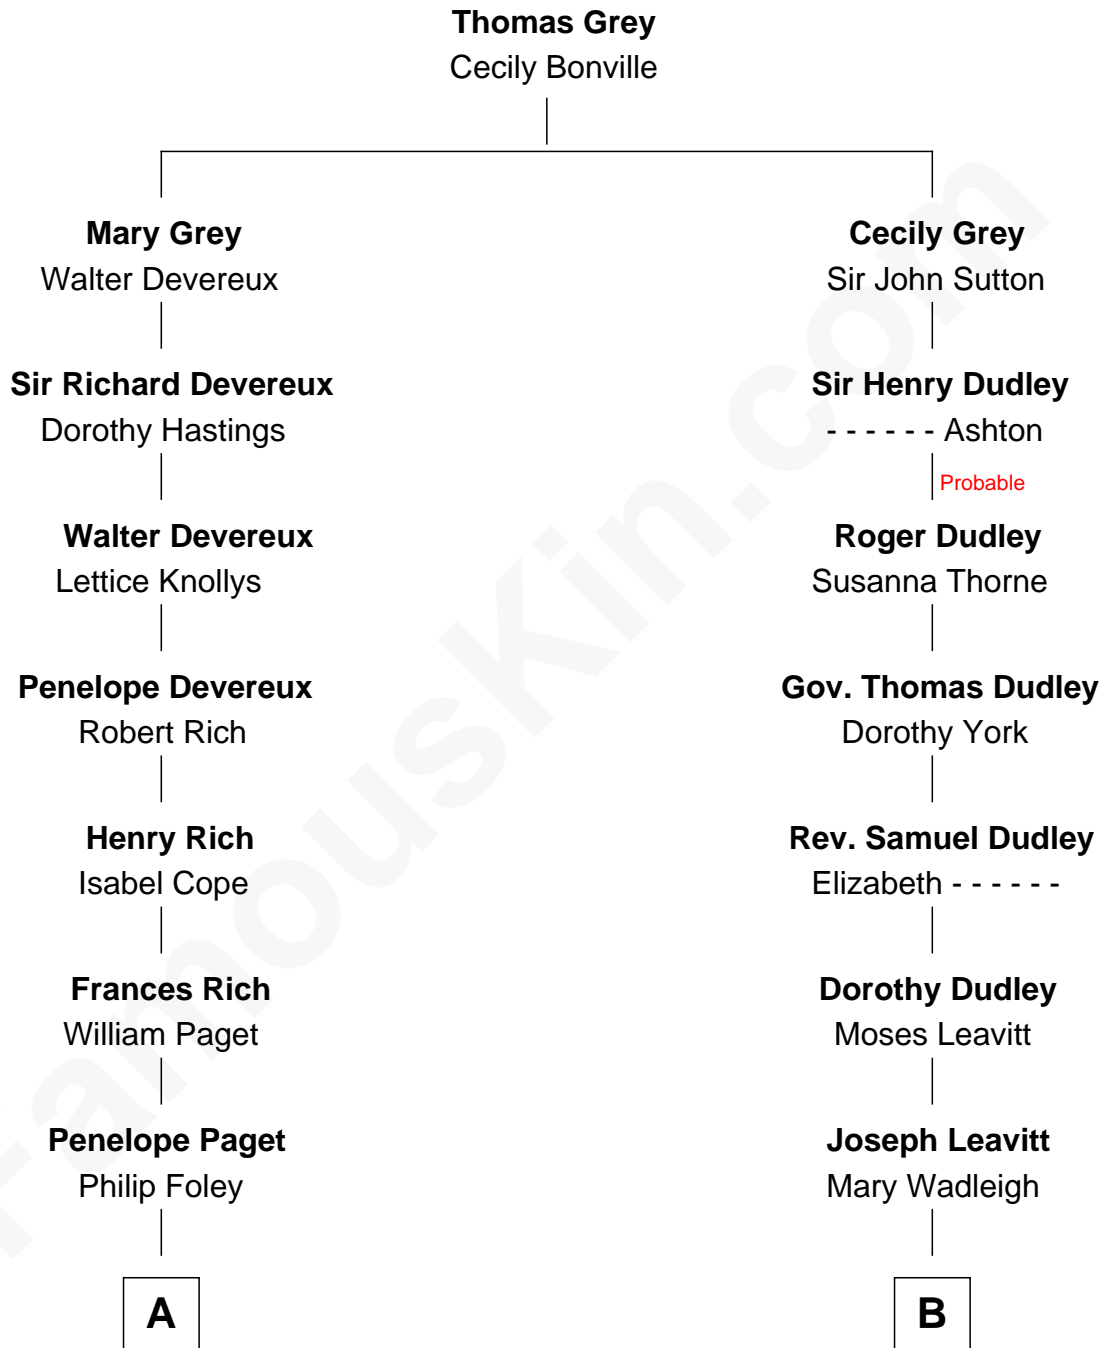 Thomas Grey
Cecily Bonville
Mary Grey
Walter Devereux
Cecily Grey
Sir John Sutton
Sir Richard Devereux
Dorothy Hastings
Sir Henry Dudley
- - - - - - Ashton
Probable
Walter Devereux
Lettice Knollys
Roger Dudley
Susanna Thorne
Penelope Devereux
Robert Rich
Gov. Thomas Dudley
Dorothy York
Henry Rich
Isabel Cope
Rev. Samuel Dudley
Elizabeth - - - - - -
Frances Rich
William Paget
Dorothy Dudley
Moses Leavitt
Penelope Paget
Philip Foley
Joseph Leavitt
Mary Wadleigh
A
B
FamousKin.com